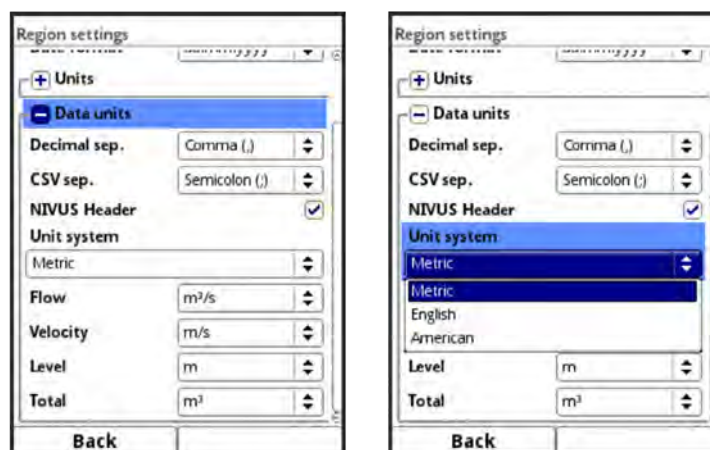 Region settings
Units
Data units
Decimal sep. Comma (,)
CSV sep. Semicolon (;)
NIVUS Header
Unit system
Metric
Flow m³/s
Velocity m/s
Level m
Total m³
Back
Region settings
Units
Data units
Decimal sep. Comma (,)
CSV sep. Semicolon (;)
NIVUS Header
Unit system
Metric
Metric
English
American
Level m
Total m³
Back